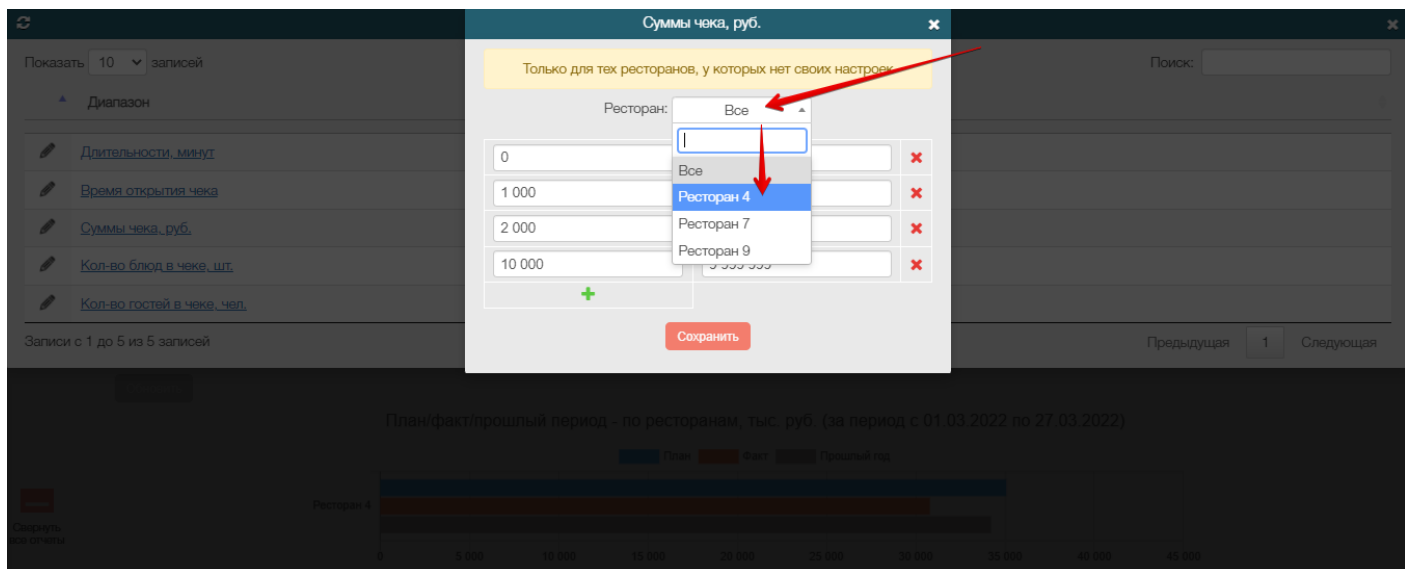 Суммы чека, руб.
Показать 10 записей
Поиск:
Только для тех ресторанов, у которых нет своих настроек
Диапазон
Ресторан: Все
Длительности, минут
0
Все
Время открытия чека
1 000
Ресторан 4
Суммы чека, руб.
2 000
Ресторан 7
Ресторан 9
Кол-во блюд в чеке, шт.
10 000
9 999 999
Кол-во гостей в чеке, чел.
Сохранить
Записи с 1 до 5 из 5 записей
Предыдущая 1 Следующая
План/факт/прошлый период - по ресторанам, тыс. руб. (за период с 01.03.2022 по 27.03.2022)
План Факт Прошлый год
Ресторан 4
Свернуть
все отчеты
0 5 000 10 000 15 000 20 000 25 000 30 000 35 000 40 000 45 000